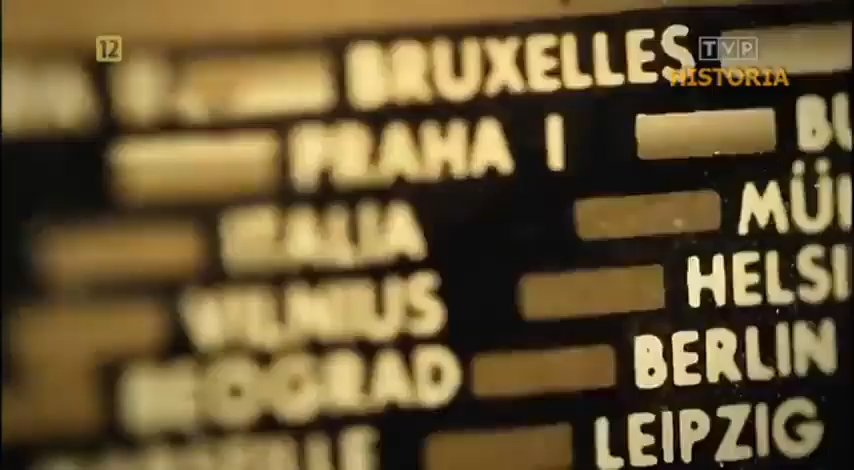 12
TVP
HISTORIA
BRUXELLES
PRAHA I
ITALIA
MÜ
VILNIUS
HELSI
BEOGRAD
BERLIN
LEIPZIG